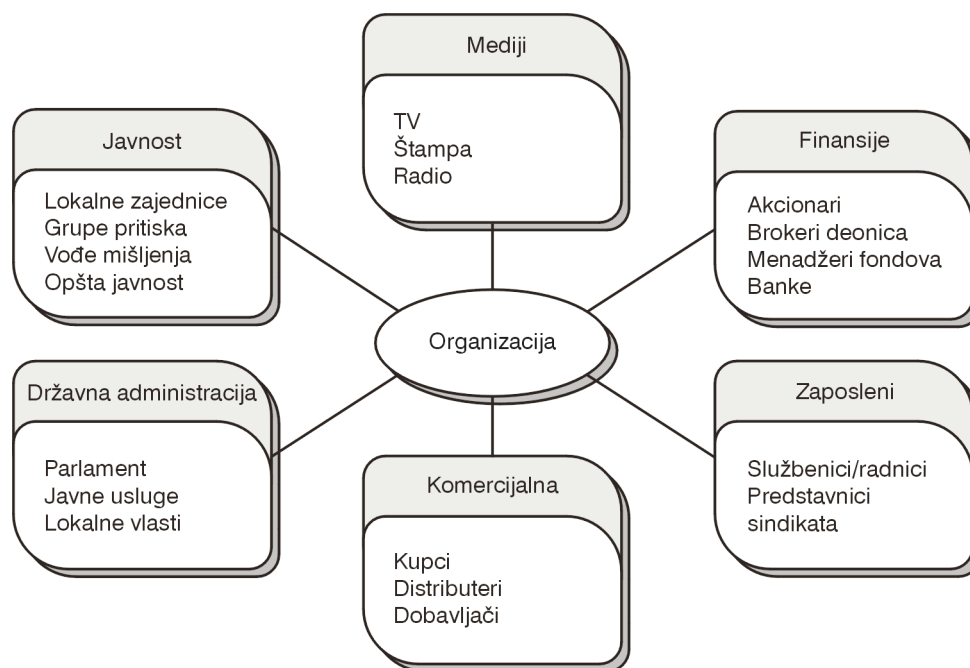 Mediji
TV
Štampa
Radio
Javnost
Lokalne zajednice
Grupe pritiska
Vođe mišljenja
Opšta javnost
Finansije
Akcionari
Brokeri deonica
Menadžeri fondova
Banke
Organizacija
Državna administracija
Parlament
Javne usluge
Lokalne vlasti
Komercijalna
Kupci
Distributeri
Dobavljači
Zaposleni
Službenici/radnici
Predstavnici
sindikata